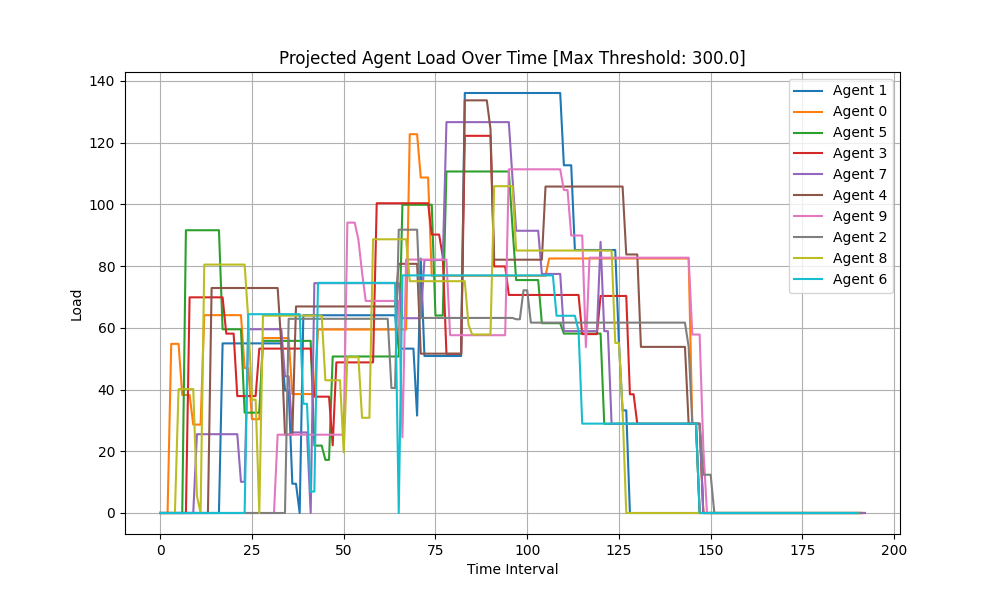 Projected Agent Load Over Time [Max Threshold: 300.0]
Load
140
120
100
80
60
40
20
0
0 25 50 75 100 125 150 175 200
Time Interval
Agent 1
Agent 0
Agent 5
Agent 3
Agent 7
Agent 4
Agent 9
Agent 2
Agent 8
Agent 6